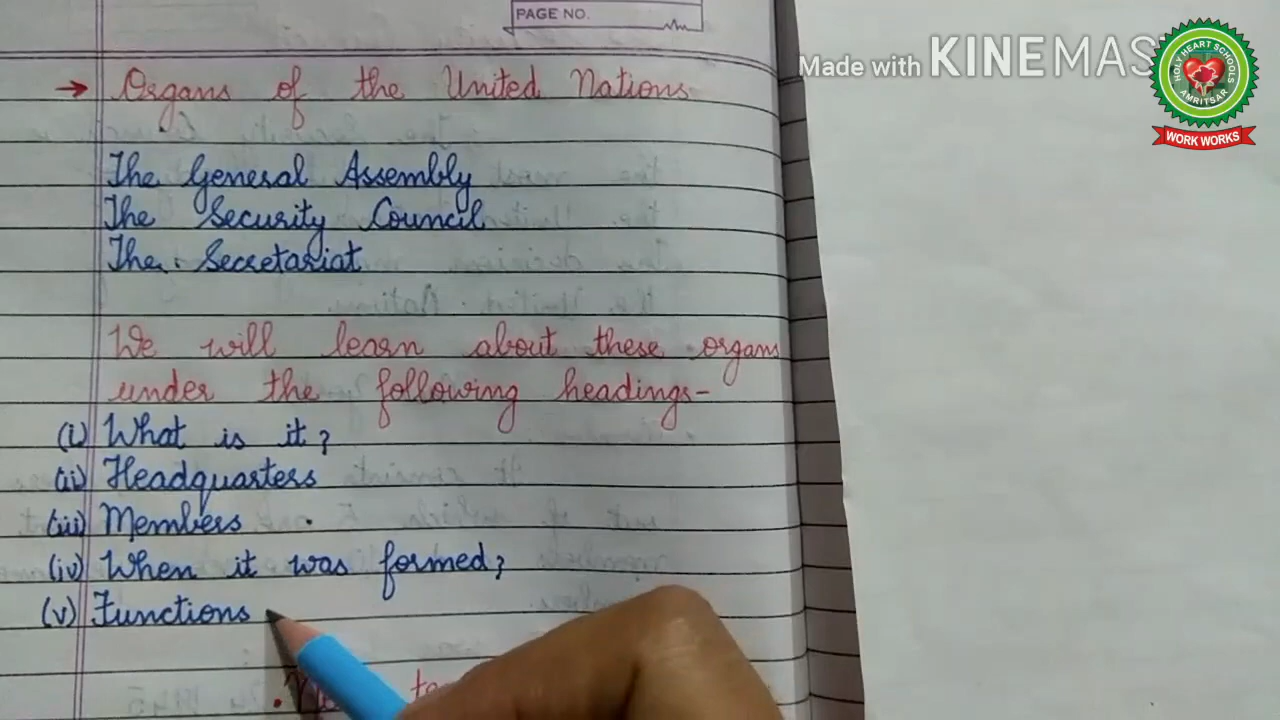 PAGE NO.
Made with KINEMAS
HOLY HEART SCHOOLS
AMRITSAR
WORK WORKS
→ Organs of the United Nations
The General Assembly
The Security Council
The Secretariat
We will learn about these organs
under the following headings-
(i) What is it?
(ii) Headquarters
(iii) Members
(iv) When it was formed?
(v) Functions